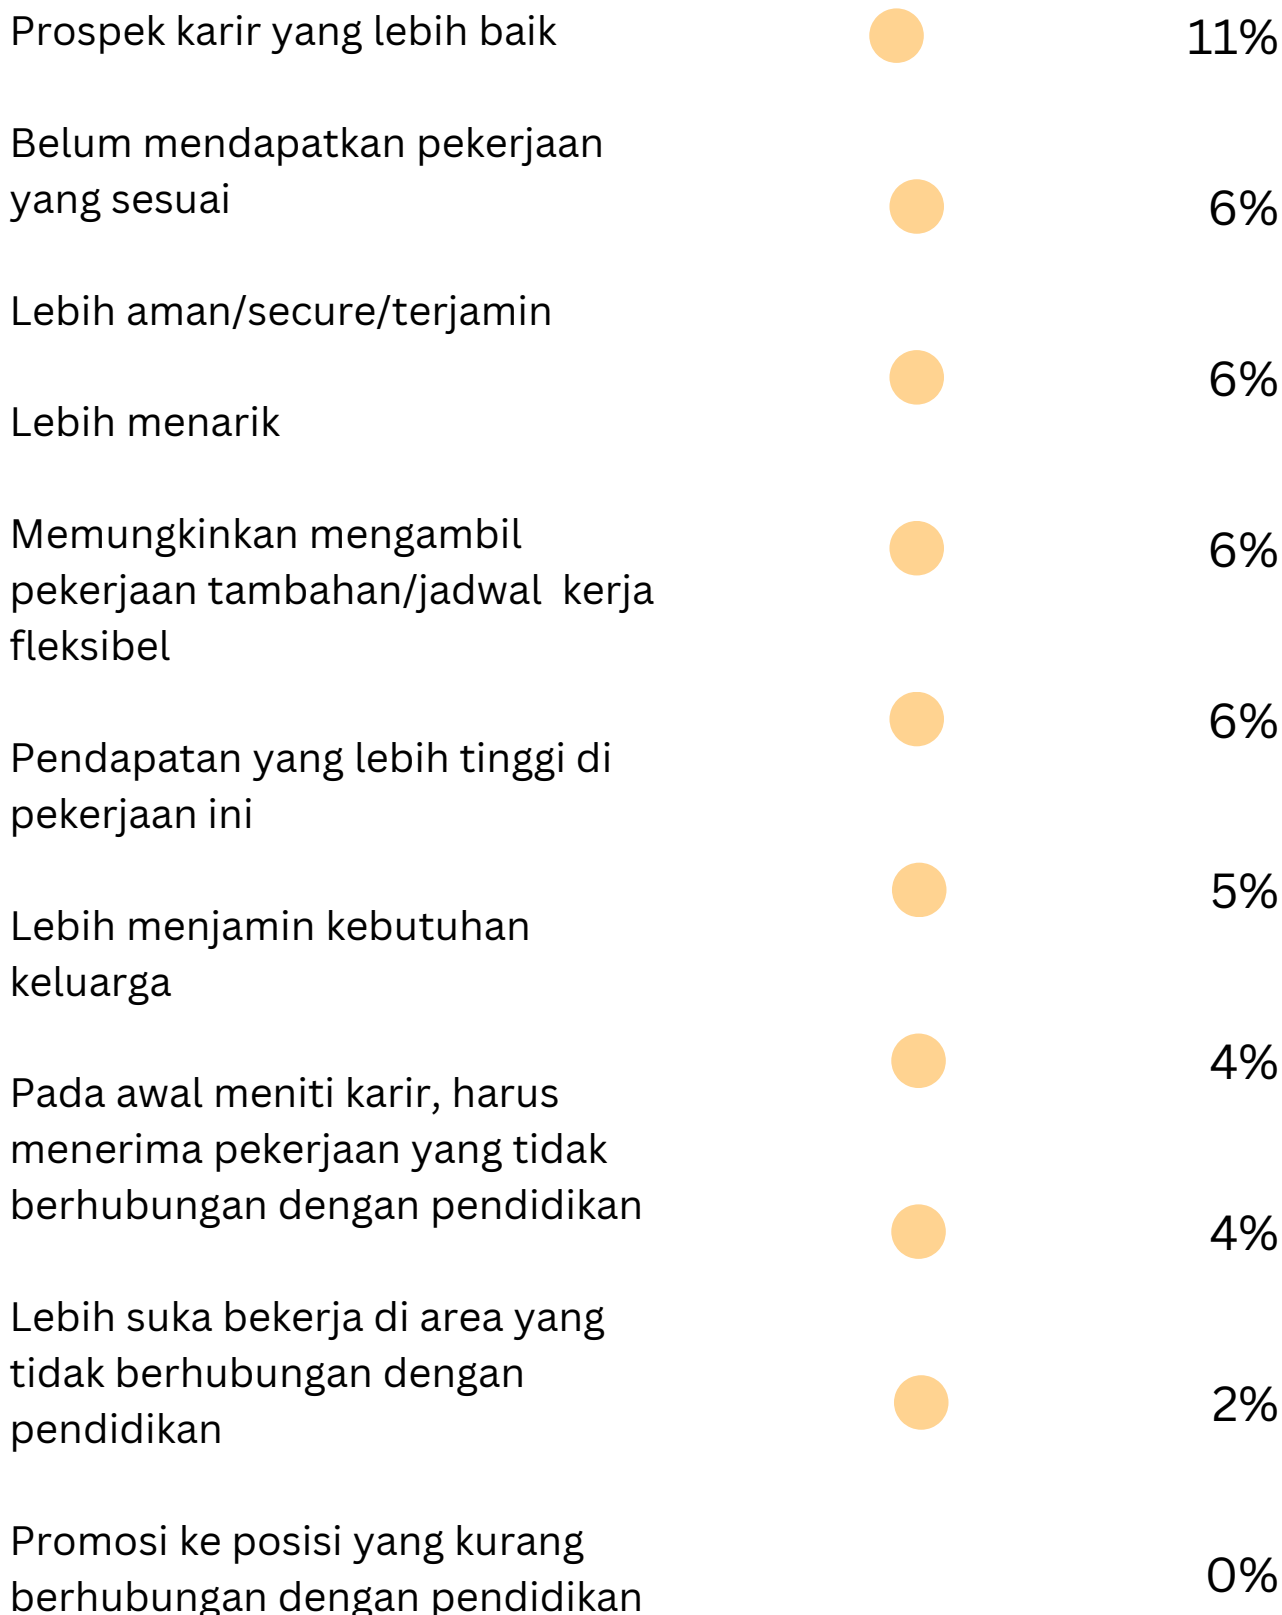 Prospek karir yang lebih baik
11%
Belum mendapatkan pekerjaan
yang sesuai
6%
Lebih aman/secure/terjamin
6%
Lebih menarik
6%
Memungkinkan mengambil
pekerjaan tambahan/jadwal kerja
fleksibel
6%
Pendapatan yang lebih tinggi di
pekerjaan ini
5%
Lebih menjamin kebutuhan
keluarga
4%
Pada awal meniti karir, harus
menerima pekerjaan yang tidak
berhubungan dengan pendidikan
4%
Lebih suka bekerja di area yang
tidak berhubungan dengan
pendidikan
2%
Promosi ke posisi yang kurang
berhubungan dengan pendidikan
0%